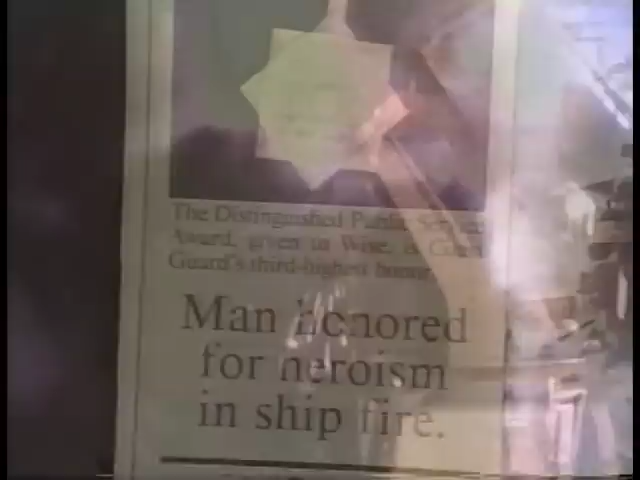 The Distinguished Public Service
Award, given to Wise, is Coast
Guard's third-highest honor.
Man honored
for heroism
in ship fire.